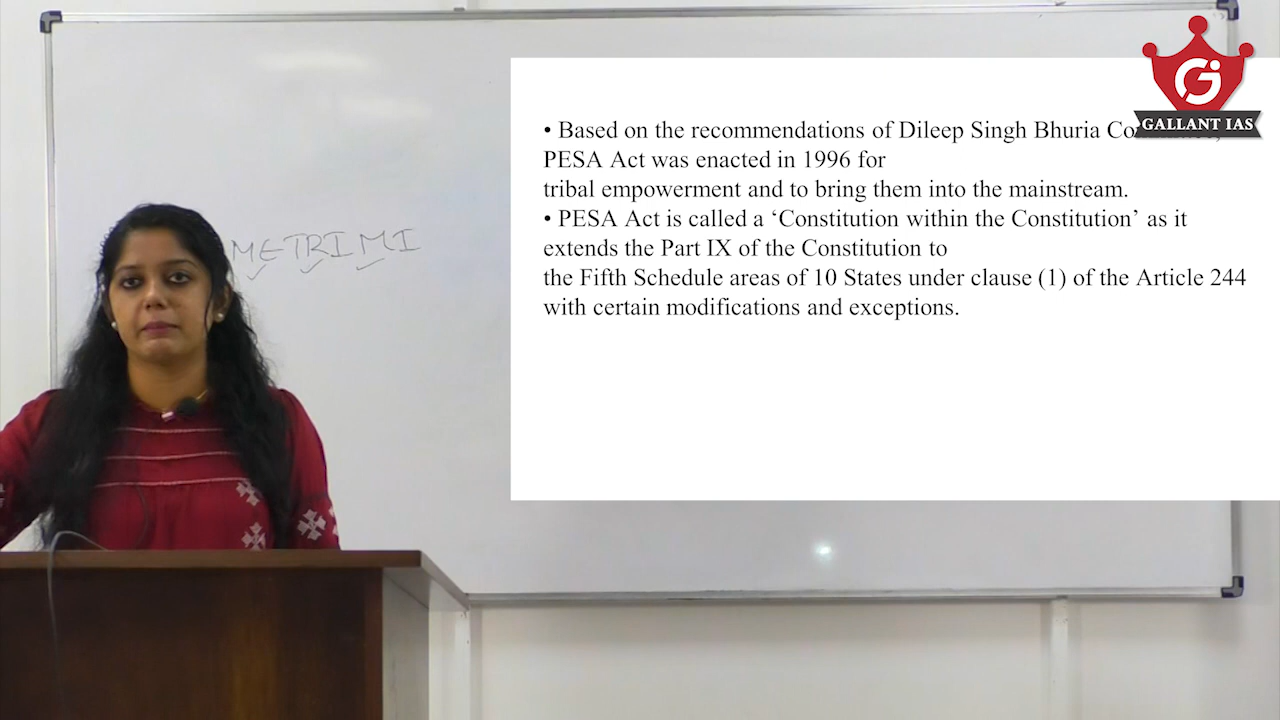 • Based on the recommendations of Dileep Singh Bhuria
PESA Act was enacted in 1996 for
tribal empowerment and to bring them into the mainstream.
• PESA Act is called a ‘Constitution within the Constitution’ as it
extends the Part IX of the Constitution to
the Fifth Schedule areas of 10 States under clause (1) of the Article 244
with certain modifications and exceptions.
METRIMI
GALLANT IAS